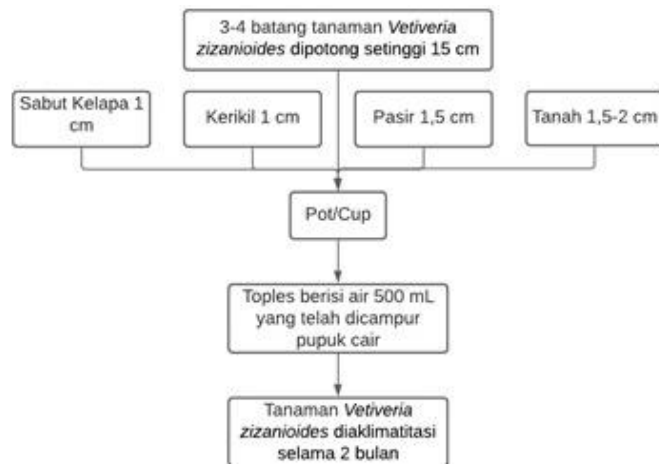 3-4 batang tanaman Vetiveria
zizanioides dipotong setinggi 15 cm
Sabut Kelapa 1
cm
Kerikil 1 cm
Pasir 1,5 cm
Tanah 1,5-2 cm
Pot/Cup
Toples berisi air 500 mL
yang telah dicampur
pupuk cair
Tanaman Vetiveria
zizanioides diaklimatitasi
selama 2 bulan